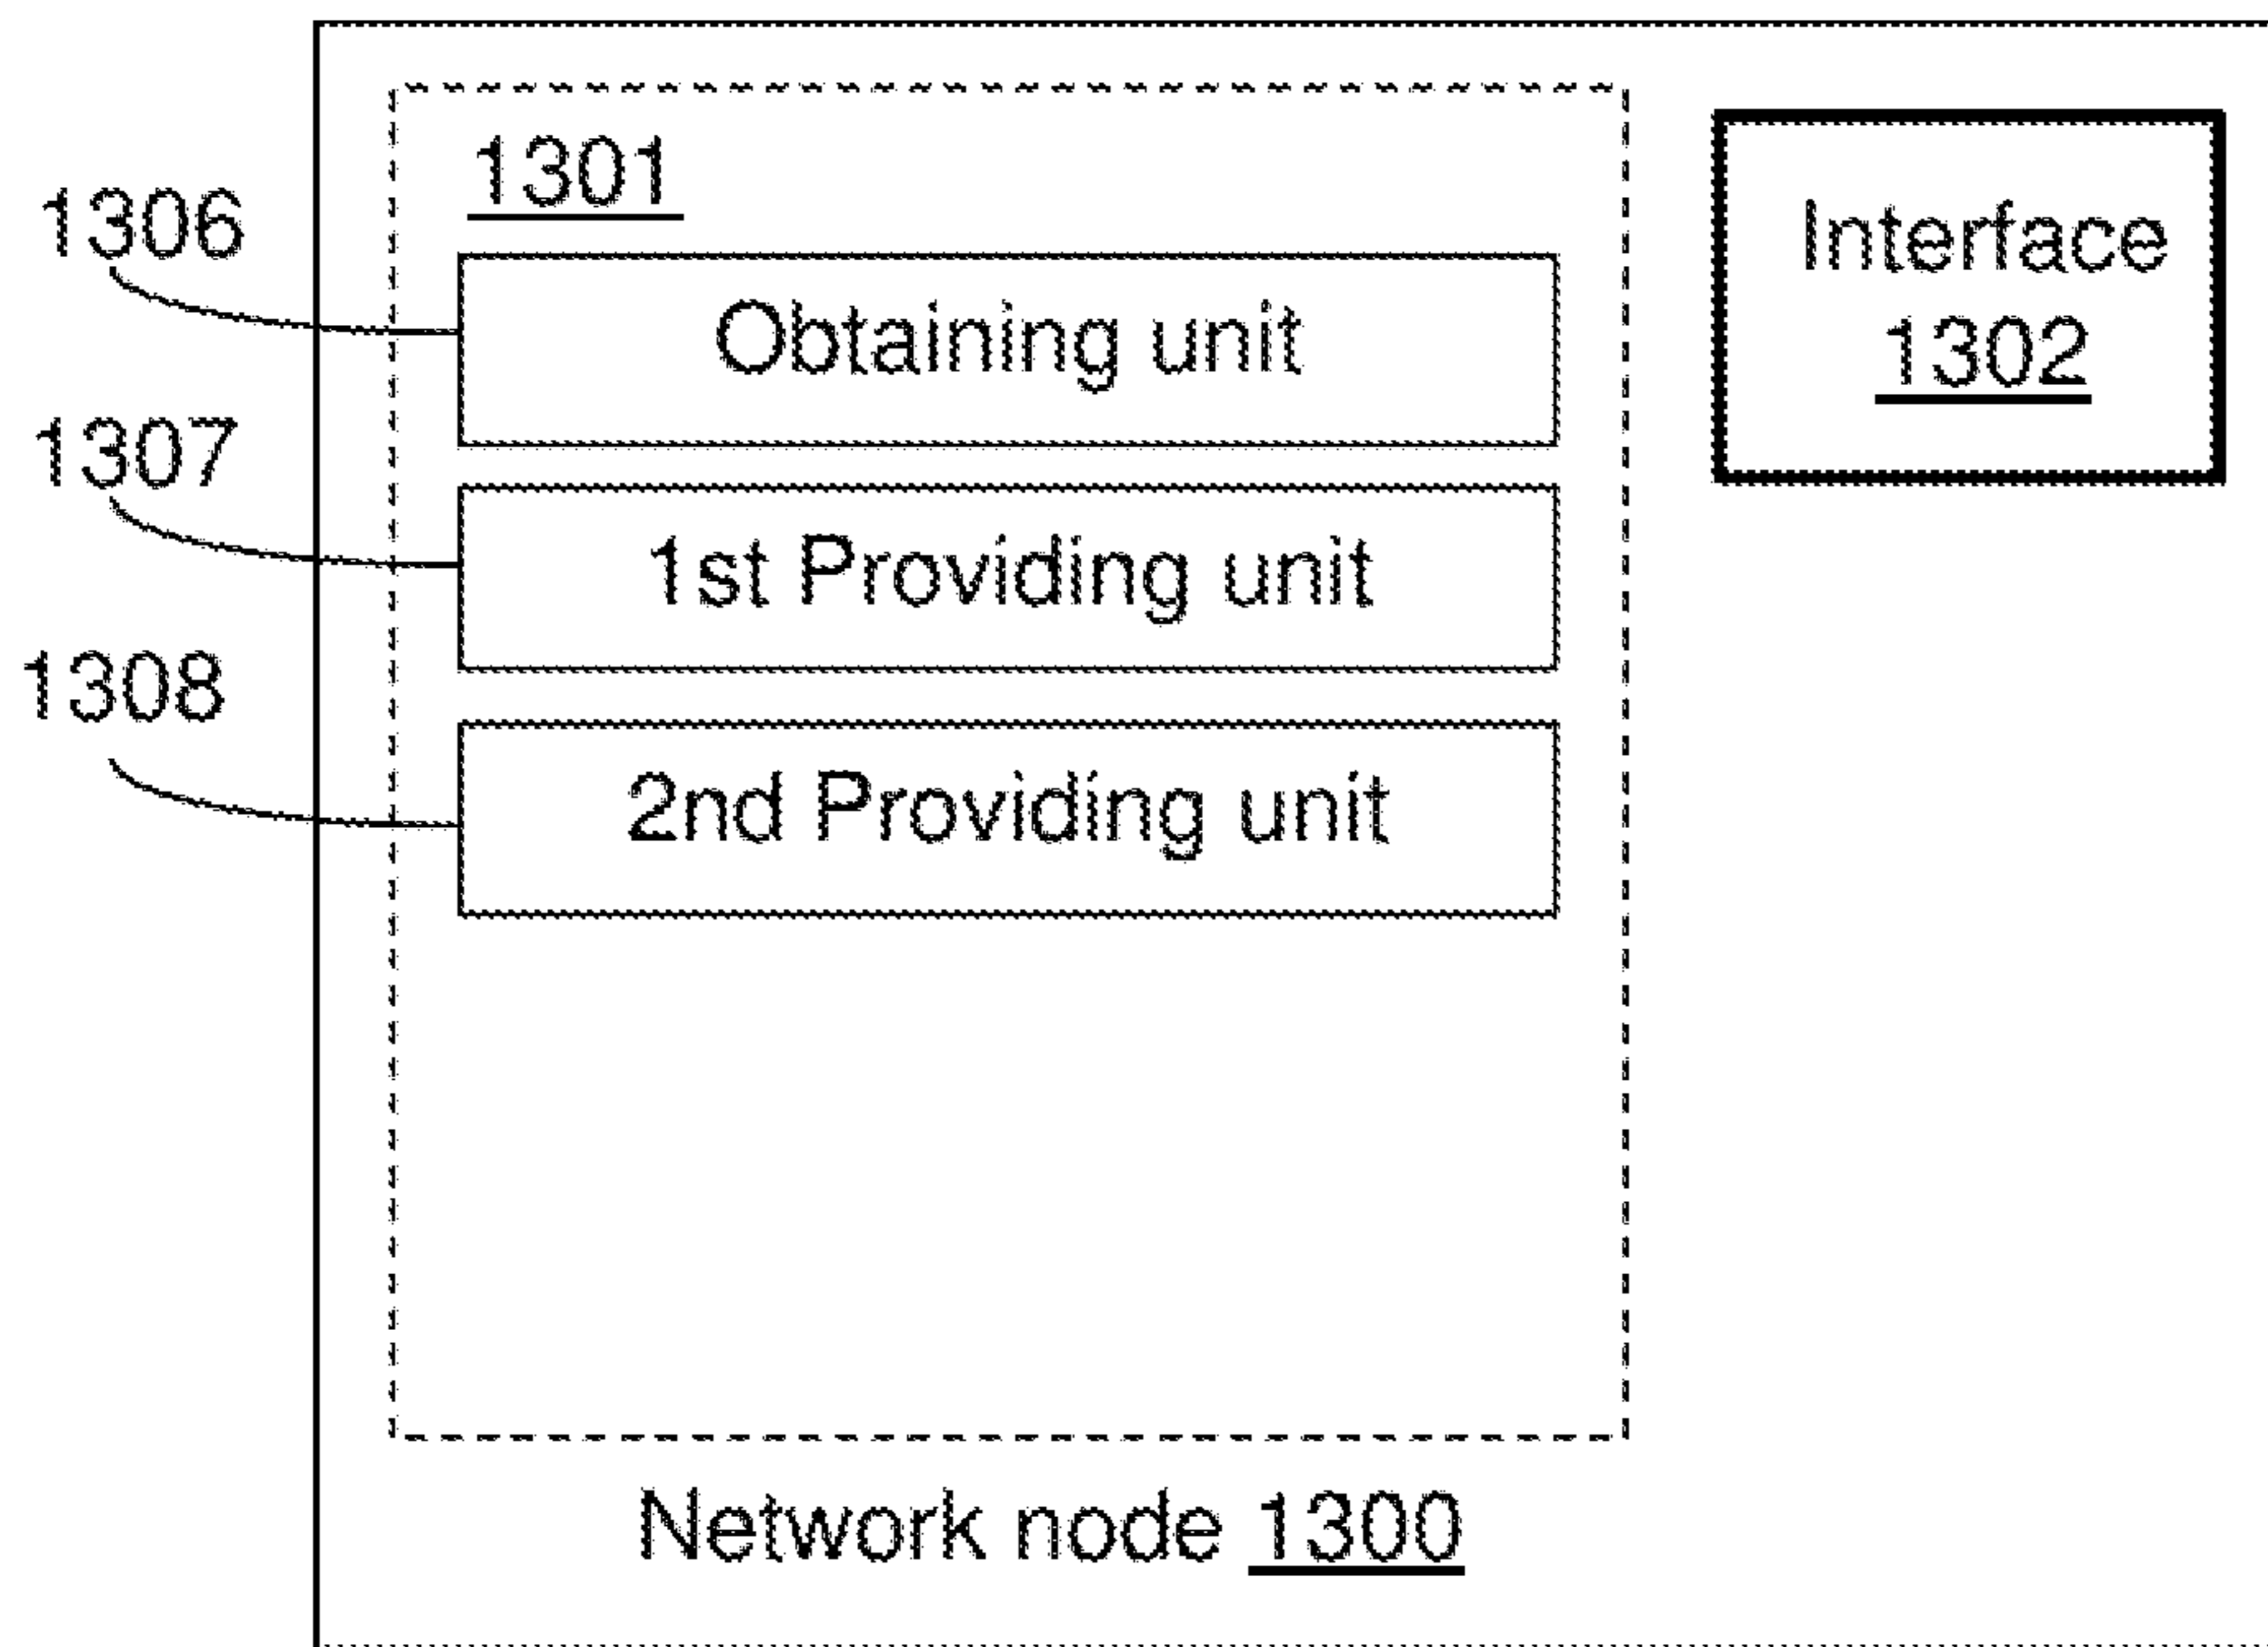 1301
1306
Obtaining unit
Interface
1302
1307
1st Providing unit
1308
2nd Providing unit
Network node 1300